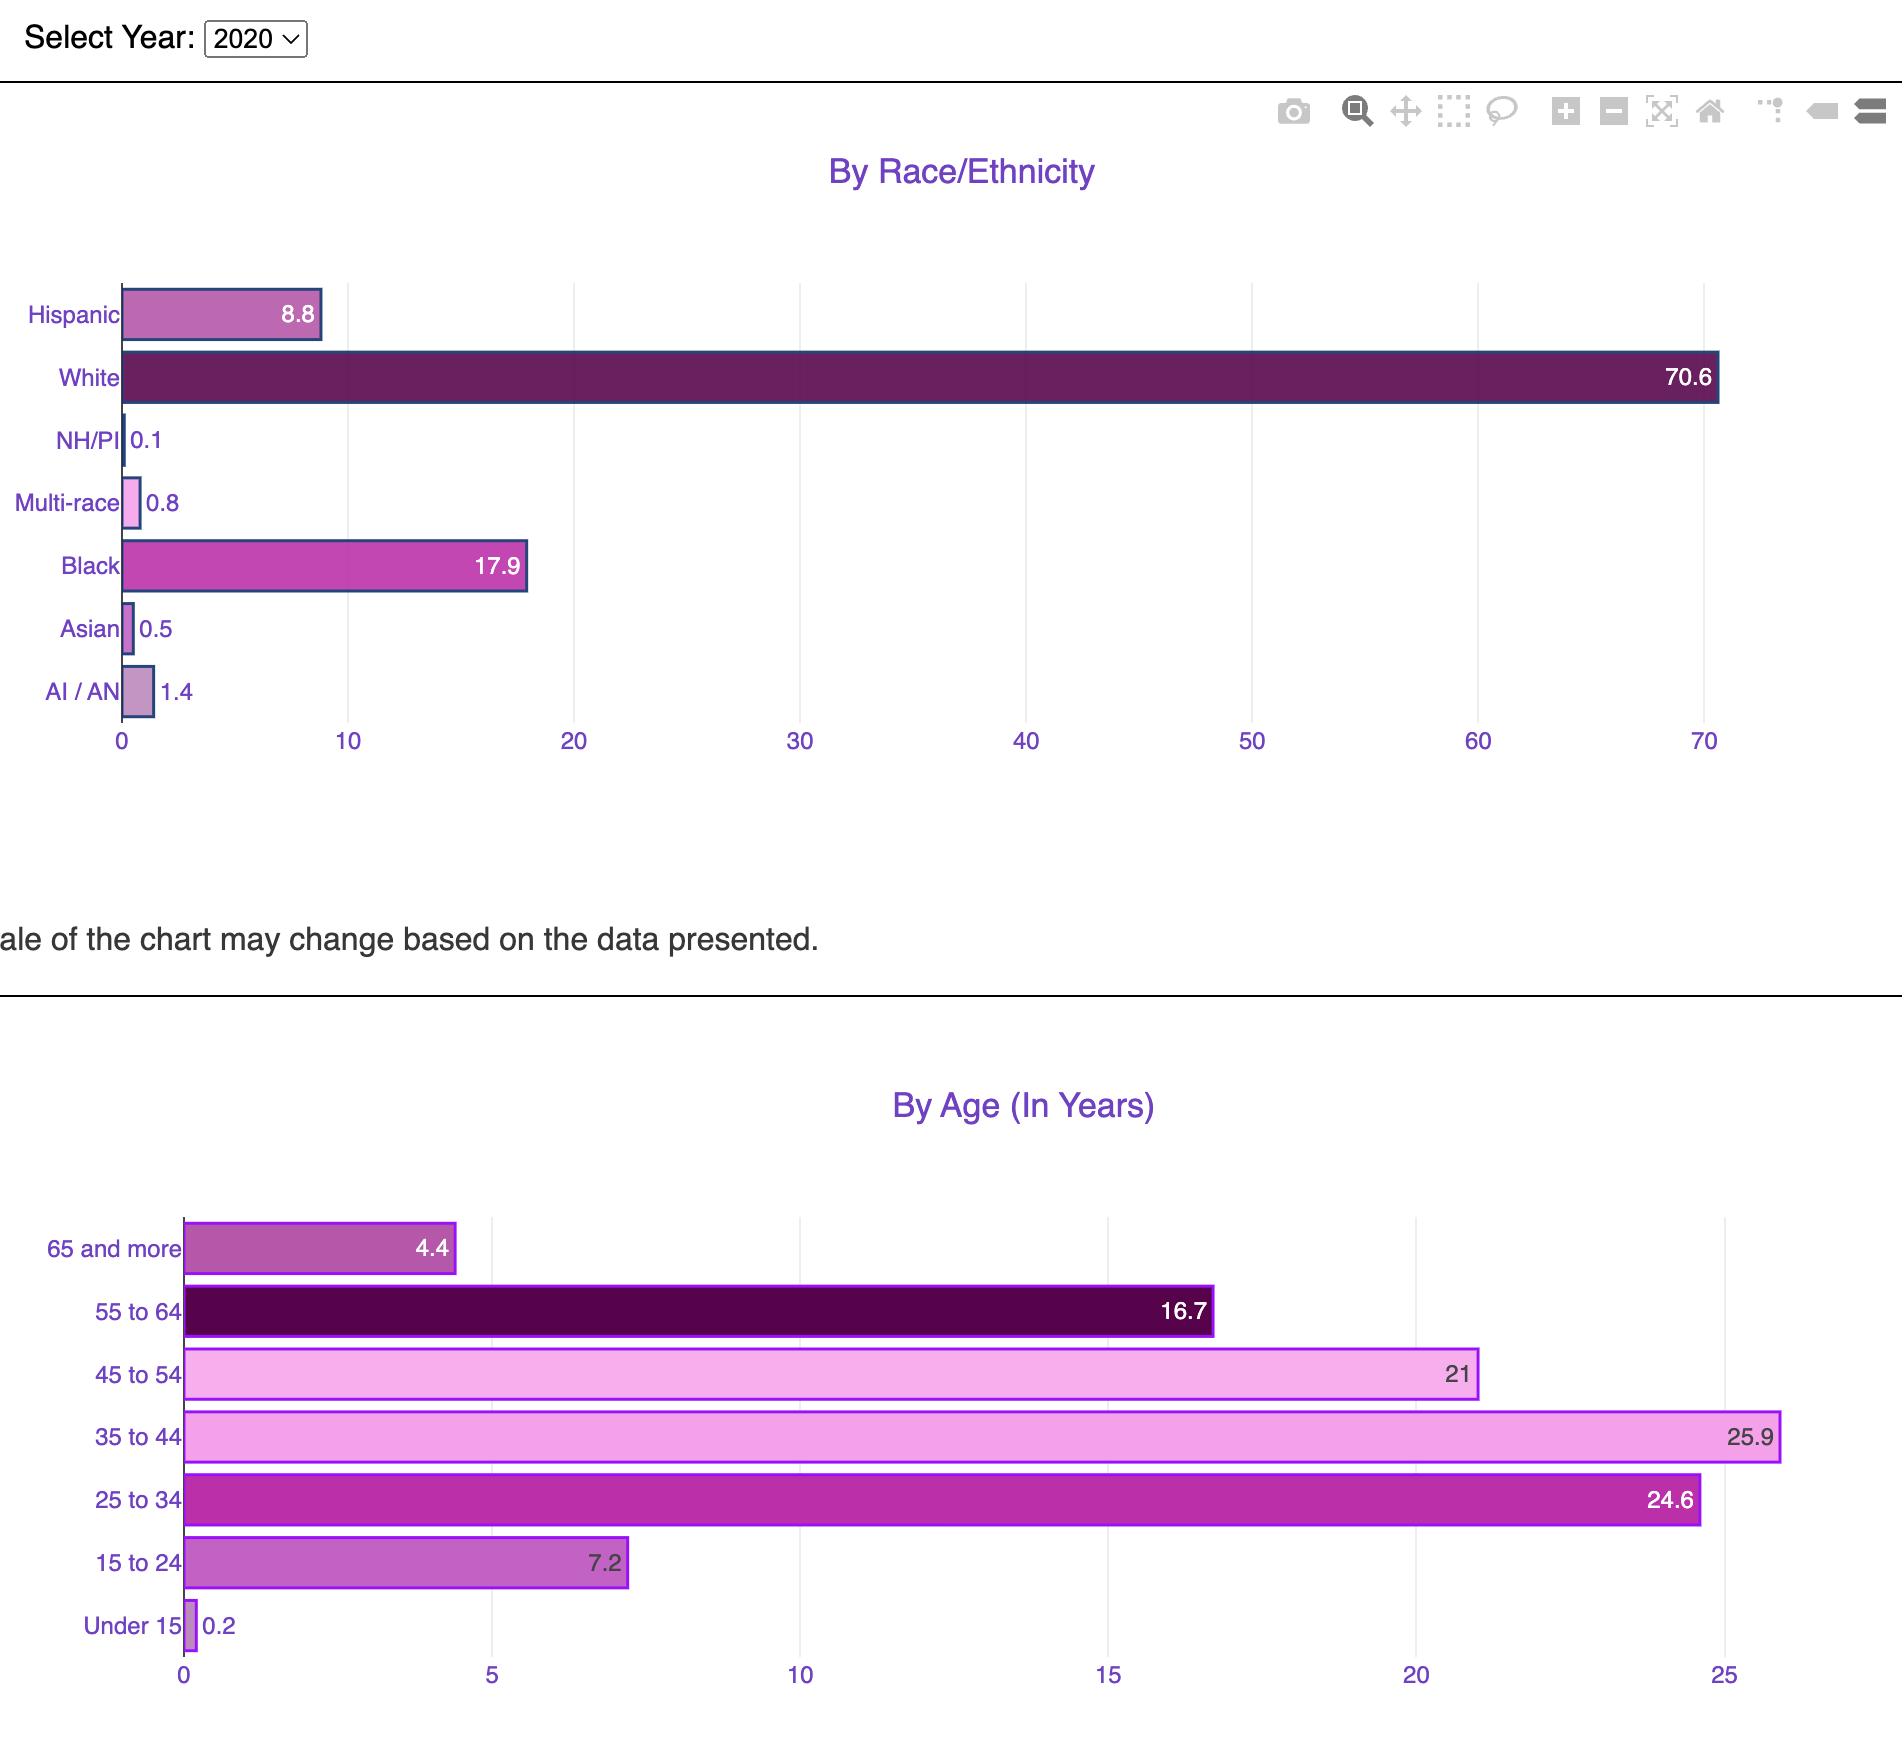 Select Year: 2020
By Race/Ethnicity
Hispanic 8.8
White 70.6
NH/PI 0.1
Multi-race 0.8
Black 17.9
Asian 0.5
AI / AN 1.4
0 10 20 30 40 50 60 70
ale of the chart may change based on the data presented.
By Age (In Years)
65 and more 4.4
55 to 64 16.7
45 to 54 21
35 to 44 25.9
25 to 34 24.6
15 to 24 7.2
Under 15 0.2
0 5 10 15 20 25